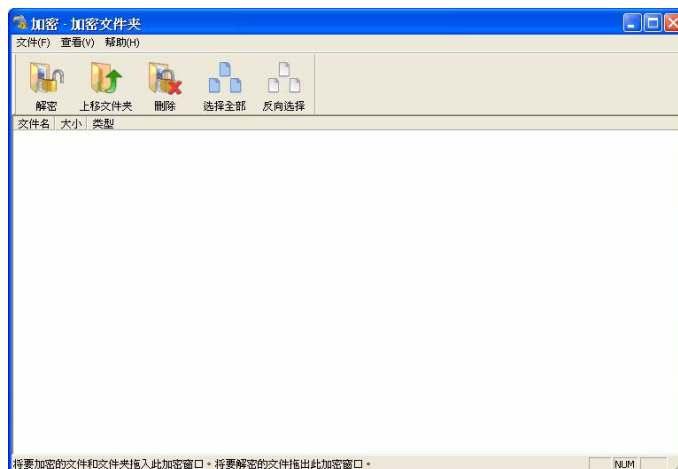 加密 - 加密文件夹
文件(F) 查看(V) 帮助(H)
解密 上移文件夹 删除 选择全部 反向选择
文件名 大小 类型
将要加密的文件和文件夹拖入此加密窗口。将要解密的文件拖出此加密窗口。 NUM